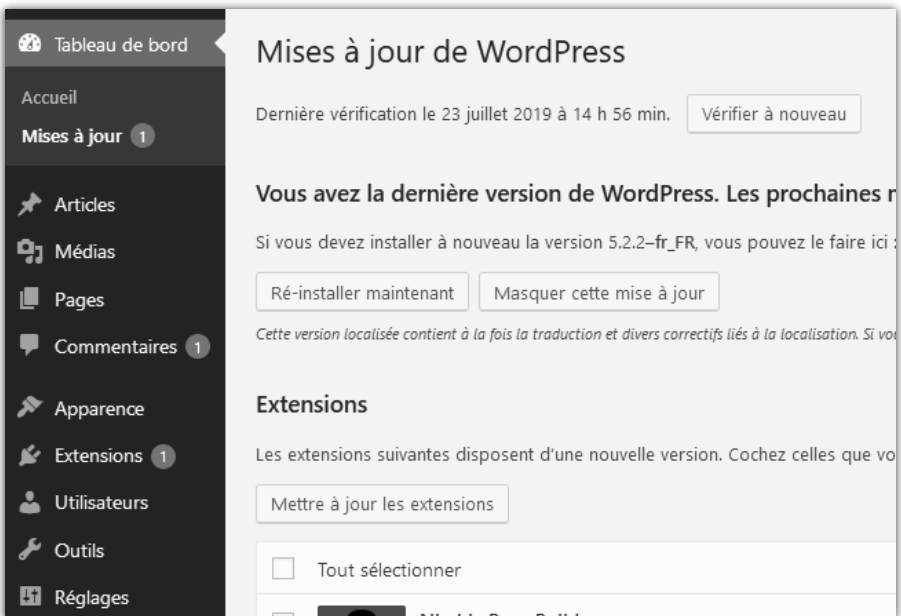 Tableau de bord
Accueil
Mises à jour 1
Articles
Médias
Pages
Commentaires 1
Apparence
Extensions 1
Utilisateurs
Outils
Réglages
Mises à jour de WordPress
Dernière vérification le 23 juillet 2019 à 14 h 56 min. Vérifier à nouveau
Vous avez la dernière version de WordPress. Les prochaines
Si vous devez installer à nouveau la version 5.2.2–fr_FR, vous pouvez le faire ici :
Ré-installer maintenant Masquer cette mise à jour
Cette version localisée contient à la fois la traduction et divers correctifs liés à la localisation. Si
Extensions
Les extensions suivantes disposent d'une nouvelle version. Cochez celles que
Mettre à jour les extensions
Tout sélectionner